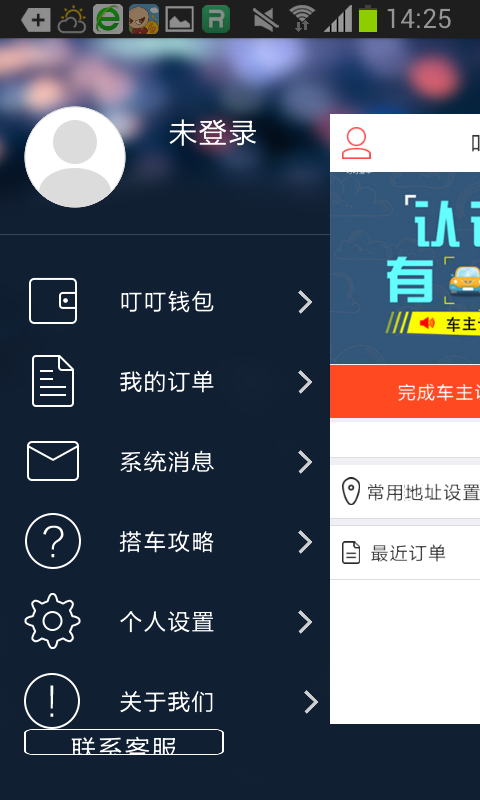 14:25
未登录
叮叮钱包
我的订单
系统消息
搭车攻略
个人设置
关于我们
联系客服
认
有
车主
完成车主
常用地址设置
最近订单